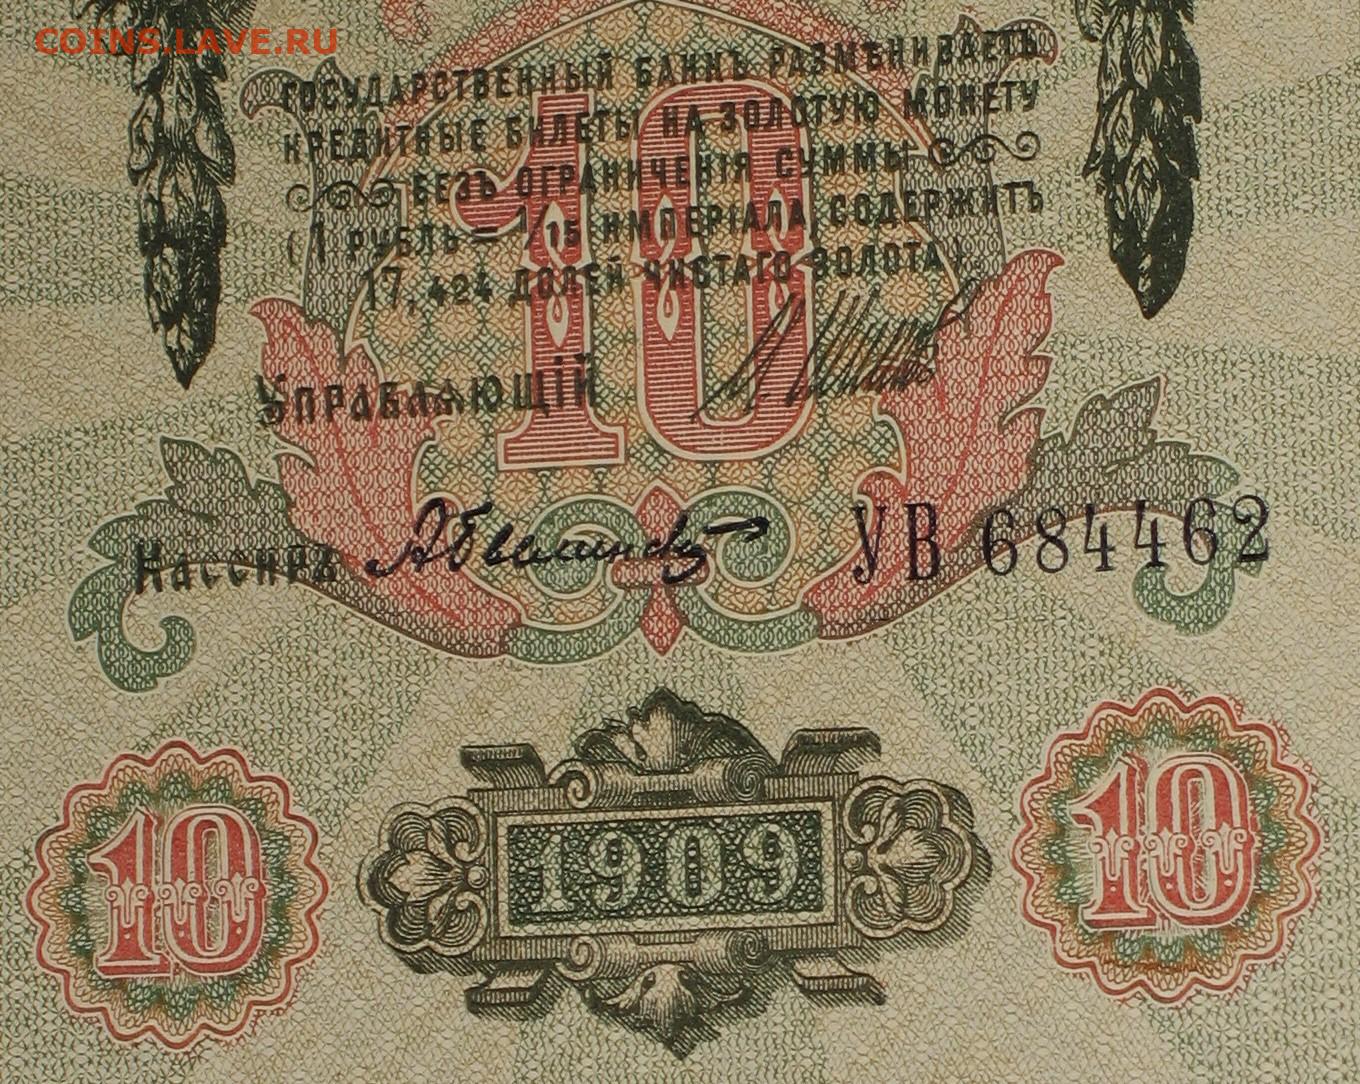 COINS.LAVE.RU
ГОСУДАРСТВЕННЫЙ БАНКЪ РАЗМѢНИВАЕТЪ
КРЕДИТНЫЕ БИЛЕТЫ НА ЗОЛОТУЮ МОНЕТУ
БЕЗЪ ОГРАНИЧЕНІЯ СУММЫ
(1 РУБЛЬ = 1/15 ИМПЕРІАЛА, СОДЕРЖИТЪ
17,424 ДОЛЕЙ ЧИСТАГО ЗОЛОТА).
10
УПРАВЛЯЮЩІЙ
Кассиръ УВ 684462
10 1909 10